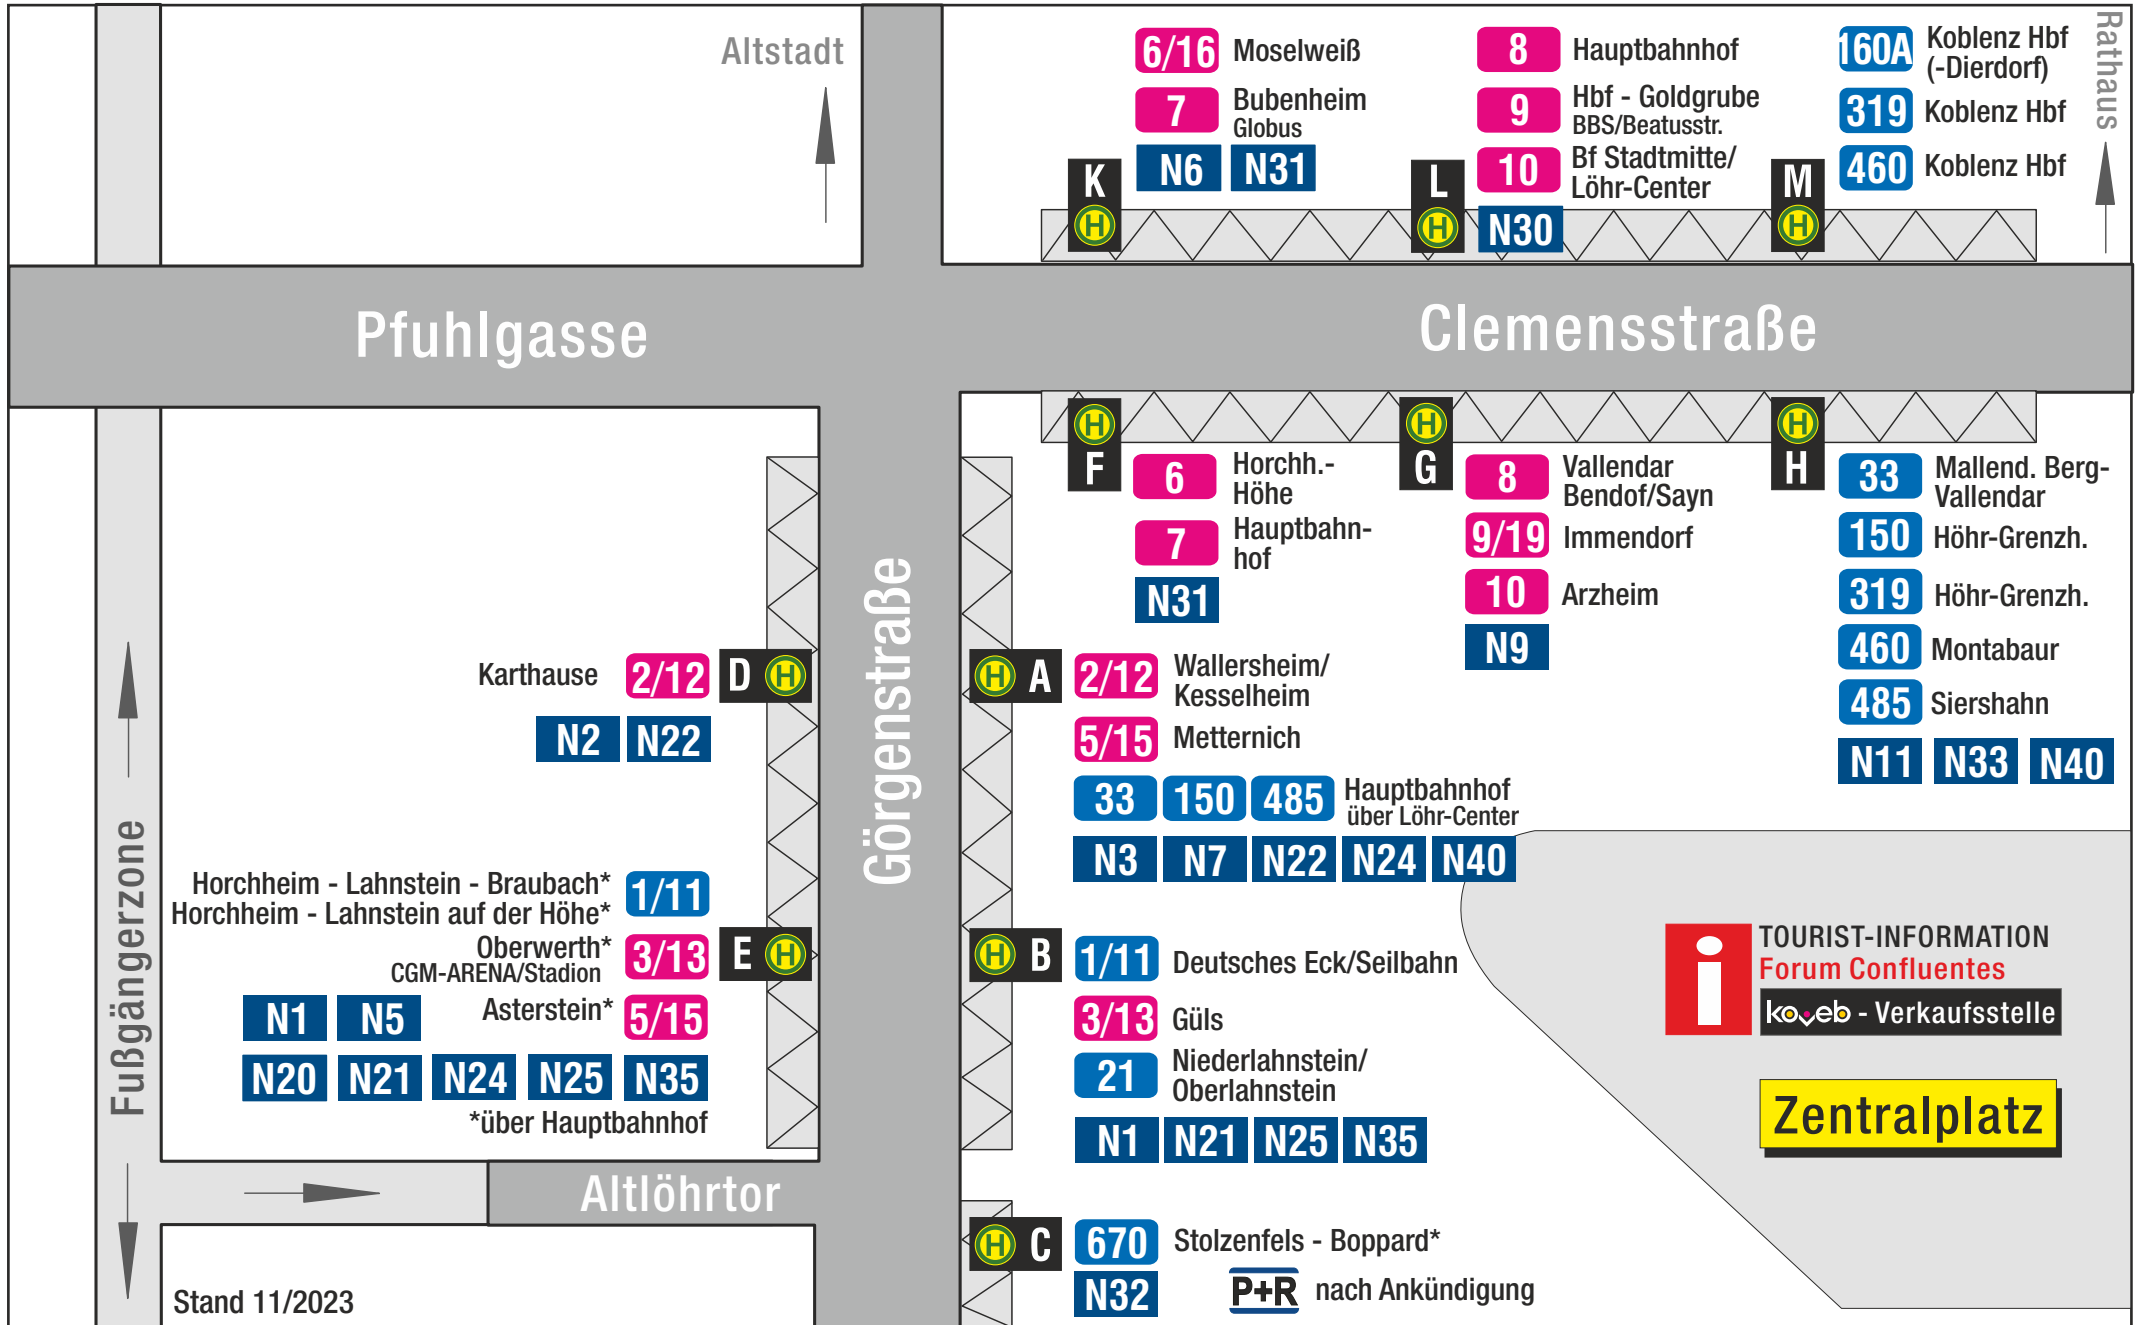 Altstadt
Rathaus
K
H
6/16 Moselweiß
7 Bubenheim
Globus
N6 N31
L
H
8 Hauptbahnhof
9 Hbf - Goldgrube
BBS/Beatusstr.
10 Bf Stadtmitte/
Löhr-Center
N30
M
H
160A Koblenz Hbf
(-Dierdorf)
319 Koblenz Hbf
460 Koblenz Hbf
Pfuhlgasse
Clemensstraße
H
F
6 Horchh.-
Höhe
7 Hauptbahn-
hof
N31
H
G
8 Vallendar
Bendof/Sayn
9/19 Immendorf
10 Arzheim
N9
H
H
33 Mallend. Berg-
Vallendar
150 Höhr-Grenzh.
319 Höhr-Grenzh.
460 Montabaur
485 Siershahn
N11 N33 N40
Görgenstraße
Fußgängerzone
Karthause 2/12 D H
N2 N22
H A 2/12 Wallersheim/
Kesselheim
5/15 Metternich
33 150 485 Hauptbahnhof
über Löhr-Center
N3 N7 N22 N24 N40
Horchheim - Lahnstein - Braubach* 1/11
Horchheim - Lahnstein auf der Höhe*
Oberwerth* 3/13 E H
CGM-ARENA/Stadion
N1 N5 Asterstein* 5/15
N20 N21 N24 N25 N35
*über Hauptbahnhof
H B 1/11 Deutsches Eck/Seilbahn
3/13 Güls
21 Niederlahnstein/
Oberlahnstein
N1 N21 N25 N35
i TOURIST-INFORMATION
Forum Confluentes
koveb - Verkaufsstelle
Zentralplatz
Altlöhrtor
H C 670 Stolzenfels - Boppard*
N32 P+R nach Ankündigung
Stand 11/2023